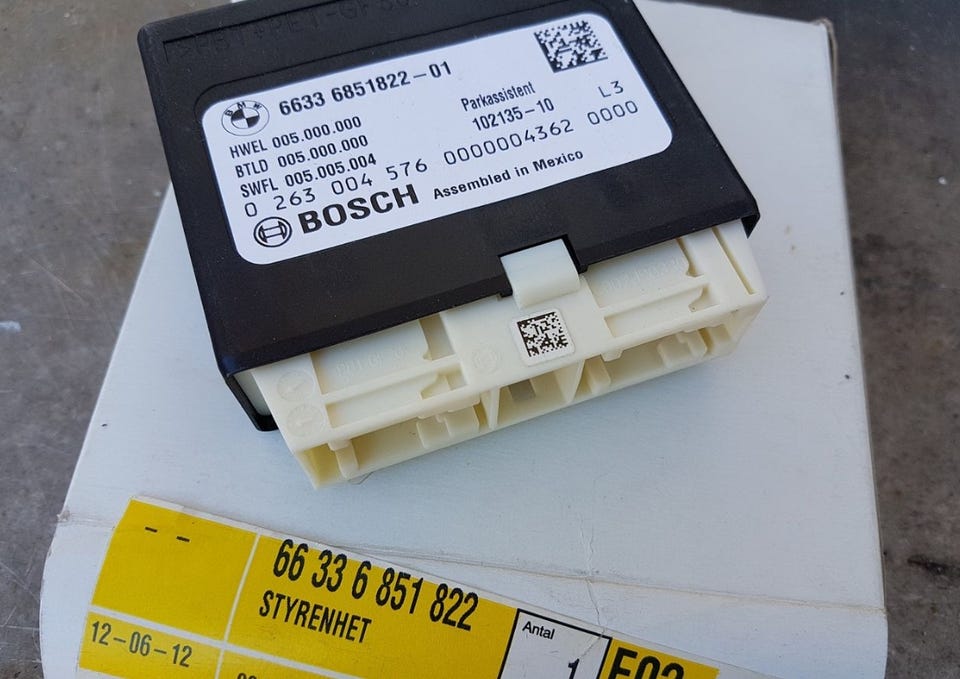 BMW
6633 6851822-01
HWEL 005.000.000
BTLD 005.000.000
SWFL 005.005.004
Parkassistent
102135-10
L3
0 263 004 576 0000004362 0000
BOSCH Assembled in Mexico
- -
66 33 6 851 822
STYRENHET
12-06-12
Antal
1